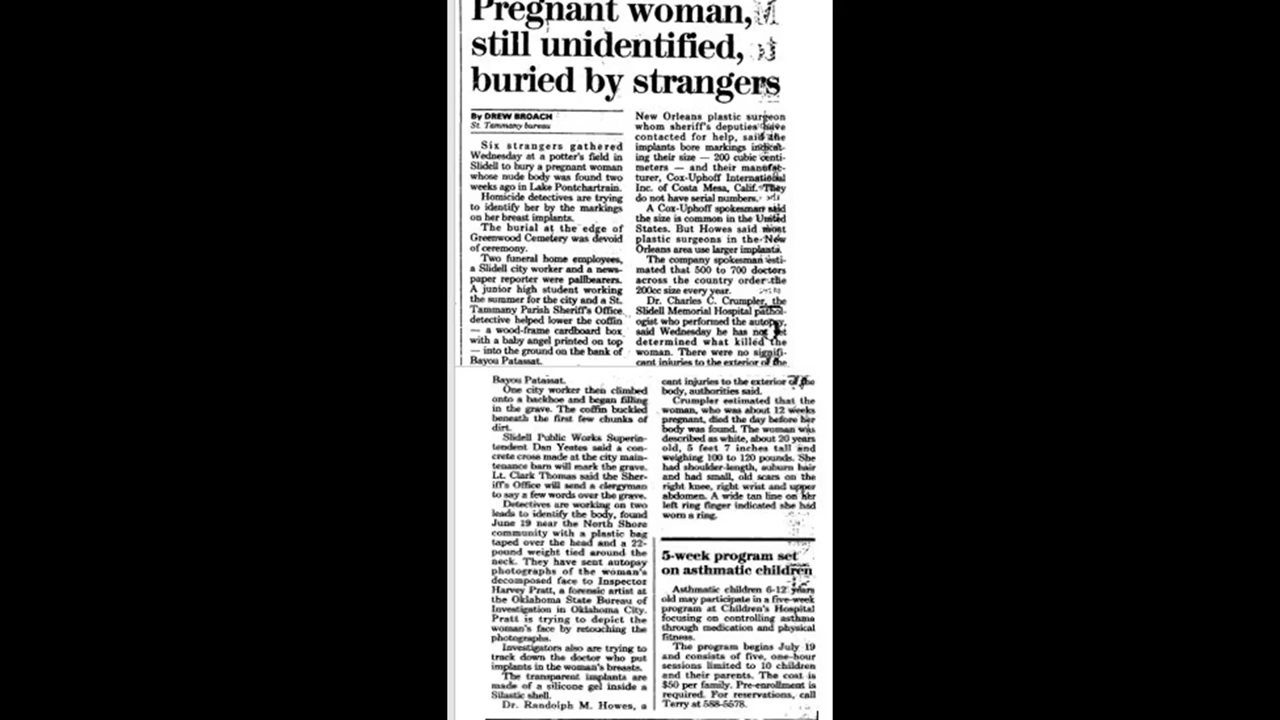 Pregnant woman,
still unidentified,
buried by strangers
By DREW BROACH
St. Tammany bureau
Six strangers gathered
Wednesday at a potter's field in
Slidell to bury a pregnant woman
whose nude body was found two
weeks ago in Lake Pontchartrain.
Homicide detectives are trying
to identify her by the markings
on her breast implants.
The burial at the edge of
Greenwood Cemetery was devoid
of ceremony.
Two funeral home employees,
a Slidell city worker and a news-
paper reporter were pallbearers.
A junior high student working
the summer for the city and a St.
Tammany Parish Sheriff's Office
detective helped lower the coffin
— a wood-frame cardboard box
with a baby angel printed on top
— into the ground on the bank of
Bayou Patassat.
Bayou Patassat.
One city worker then climbed
onto a backhoe and began filling
in the grave. The coffin buckled
beneath the first few chunks of
dirt.
Slidell Public Works Superin-
tendent Dan Yeates said a con-
crete cross made at the city main-
tenance barn will mark the grave.
Lt. Clark Thomas said the Sher-
iff's Office will send a clergyman
to say a few words over the grave.
Detectives are working on two
leads to identify the body, found
June 19 near the North Shore
community with a plastic bag
taped over the head and a 22-
pound weight tied around the
neck. They have sent autopay
photographs of the woman's
decomposed face to Inspector
Harvey Pratt, a forensic artist at
the Oklahoma State Bureau of
Investigation in Oklahoma City.
Pratt is trying to depict the
woman's face by retouching the
photographs.
Investigators also are trying to
track down the doctor who put
implants in the woman's breasts.
The transparent implants are
made of a silicone gel inside a
Silastic shell.
Dr. Randolph M. Howes, a
New Orleans plastic surgeon
whom sheriff's deputies have
contacted for help, said the
implants bore markings indicat-
ing their size — 200 cubic centi-
meters — and their manufac-
turer, Cox-Uphoff International
Inc. of Costa Mesa, Calif. They
do not have serial numbers.
A Cox-Uphoff spokesman said
the size is common in the United
States. But Howes said most
plastic surgeons in the New
Orleans area use larger implants.
The company spokesman esti-
mated that 500 to 700 doctors
across the country order the
200cc size every year.
Dr. Charles C. Crumpler, the
Slidell Memorial Hospital pathol-
ogist who performed the autopsy,
said Wednesday he has not yet
determined what killed the
woman. There were no signifi-
cant injuries to the exterior of the
cant injuries to the exterior of the
body, authorities said.
Crumpler estimated that the
woman, who was about 12 weeks
pregnant, died the day before her
body was found. The woman was
described as white, about 20 years
old, 5 feet 7 inches tall and
weighing 100 to 120 pounds. She
had shoulder-length, auburn hair
and had small, old scars on the
right knee, right wrist and upper
abdomen. A wide tan line on her
left ring finger indicated she had
worn a ring.
5-week program set
on asthmatic children
Asthmatic children 6-12 years
old may participate in a five-week
program at Children's Hospital
focusing on controlling asthma
through medication and physical
fitness.
The program begins July 19
and consists of five, one-hour
sessions limited to 10 children
and their parents. The cost is
$50 per family. Pre-enrollment is
required. For reservations, call
Terry at 588-5578.